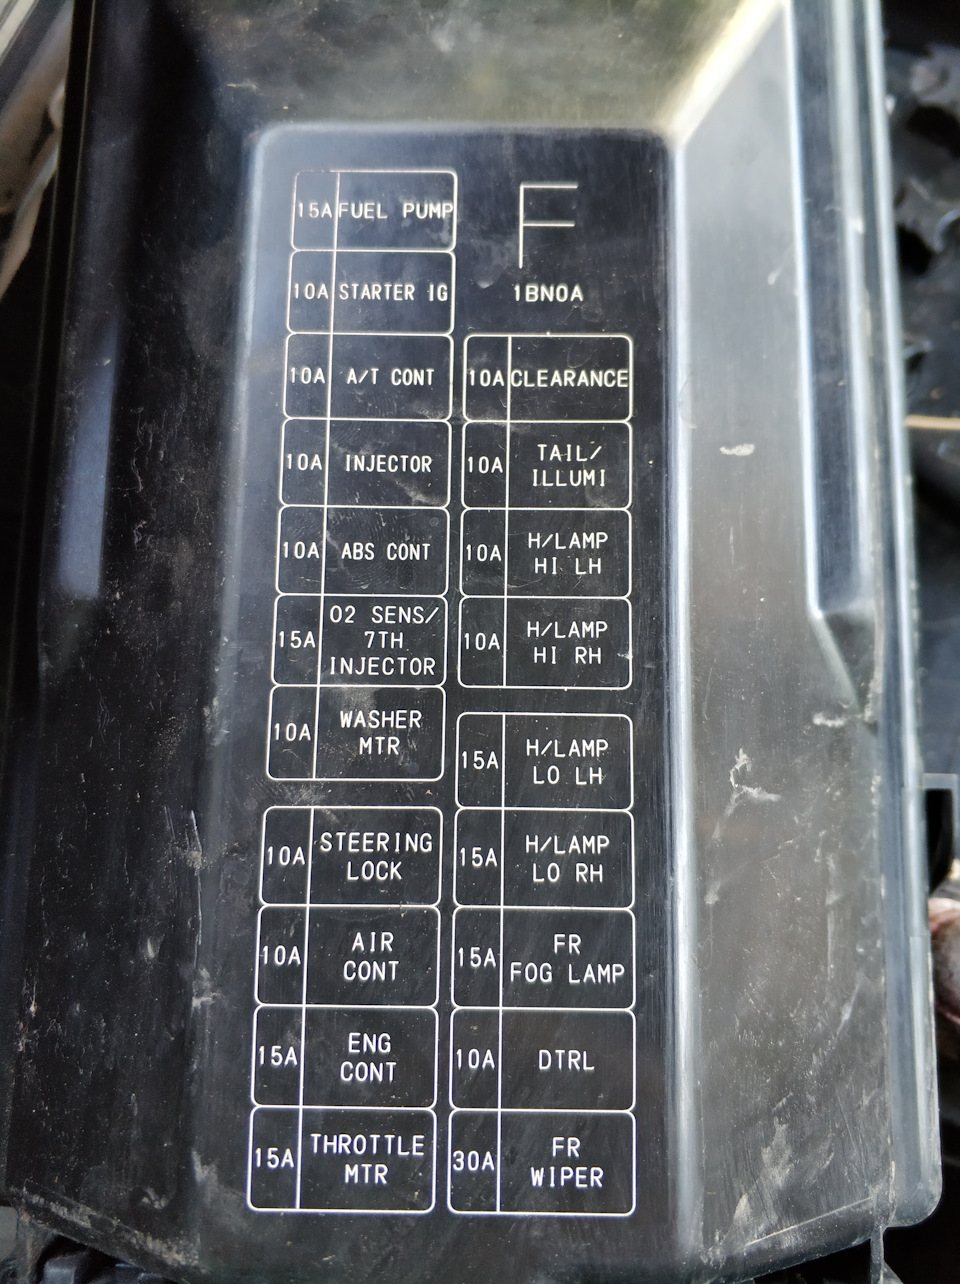 15A FUEL PUMP
10A STARTER IG
10A A/T CONT
10A INJECTOR
10A ABS CONT
15A O2 SENS/
7TH
INJECTOR
10A WASHER
MTR
10A STEERING
LOCK
10A AIR
CONT
15A ENG
CONT
15A THROTTLE
MTR
F
1BN0A
10A CLEARANCE
10A TAIL/
ILLUMI
10A H/LAMP
HI LH
10A H/LAMP
HI RH
15A H/LAMP
LO LH
15A H/LAMP
LO RH
15A FR
FOG LAMP
10A DTRL
30A FR
WIPER